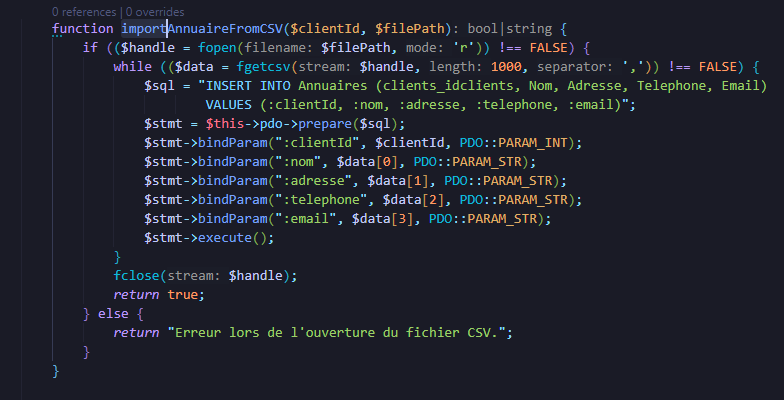 0 references | 0 overrides
function importAnnuaireFromCSV($clientId, $filePath): bool|string {
if (($handle = fopen(filename: $filePath, mode: 'r')) !== FALSE) {
while (($data = fgetcsv(stream: $handle, length: 1000, separator: ',')) !== FALSE) {
$sql = "INSERT INTO Annuaires (clients_idclients, Nom, Adresse, Telephone, Email)
VALUES (:clientId, :nom, :adresse, :telephone, :email)";
$stmt = $this->pdo->prepare($sql);
$stmt->bindParam(":clientId", $clientId, PDO::PARAM_INT);
$stmt->bindParam(":nom", $data[0], PDO::PARAM_STR);
$stmt->bindParam(":adresse", $data[1], PDO::PARAM_STR);
$stmt->bindParam(":telephone", $data[2], PDO::PARAM_STR);
$stmt->bindParam(":email", $data[3], PDO::PARAM_STR);
$stmt->execute();
}
fclose(stream: $handle);
return true;
} else {
return "Erreur lors de l'ouverture du fichier CSV.";
}
}